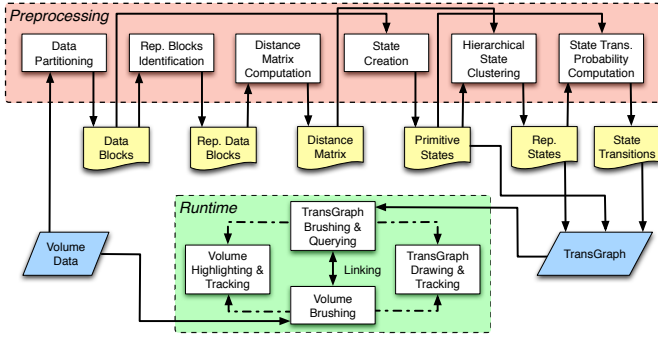 Preprocessing
Data
Partitioning
Rep. Blocks
Identification
Distance
Matrix
Computation
State
Creation
Hierarchical
State
Clustering
State Trans.
Probability
Computation
Data
Blocks
Rep. Data
Blocks
Distance
Matrix
Primitive
States
Rep.
States
State
Transitions
Runtime
TransGraph
Brushing &
Querying
Volume
Data
Volume
Highlighting &
Tracking
Linking
TransGraph
Drawing &
Tracking
TransGraph
Volume
Brushing